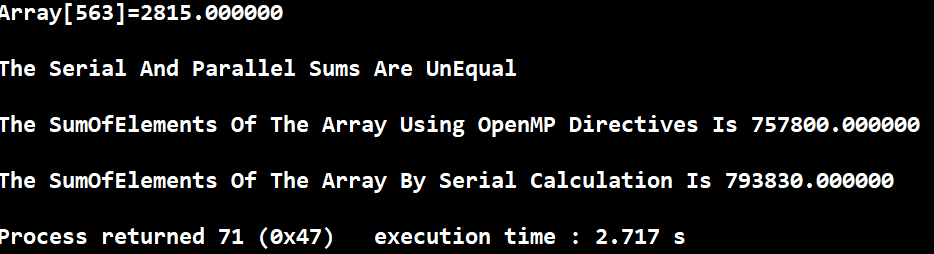 Array[563]=2815.000000
The Serial And Parallel Sums Are UnEqual
The SumOfElements Of The Array Using OpenMP Directives Is 757800.000000
The SumOfElements Of The Array By Serial Calculation Is 793830.000000
Process returned 71 (0x47)   execution time : 2.717 s